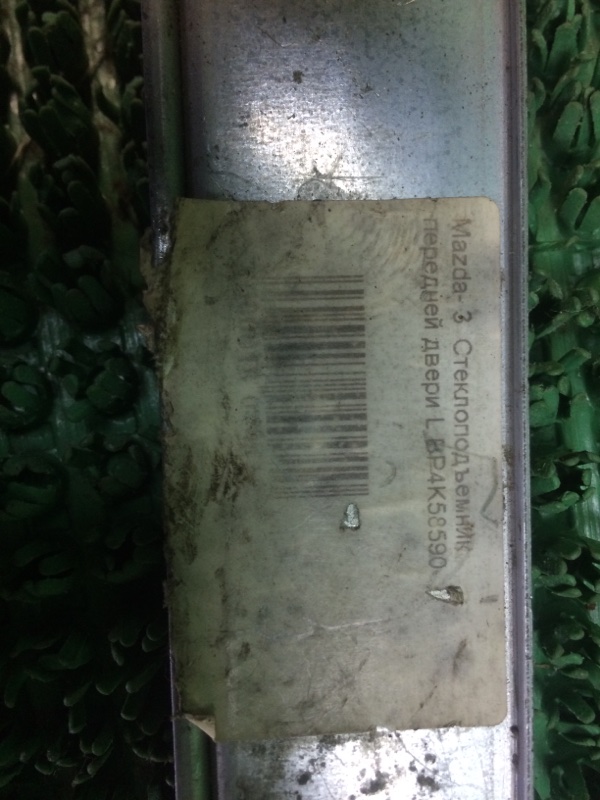 Mazda- 3 Стеклоподъемник
передней двери L BP4K58590